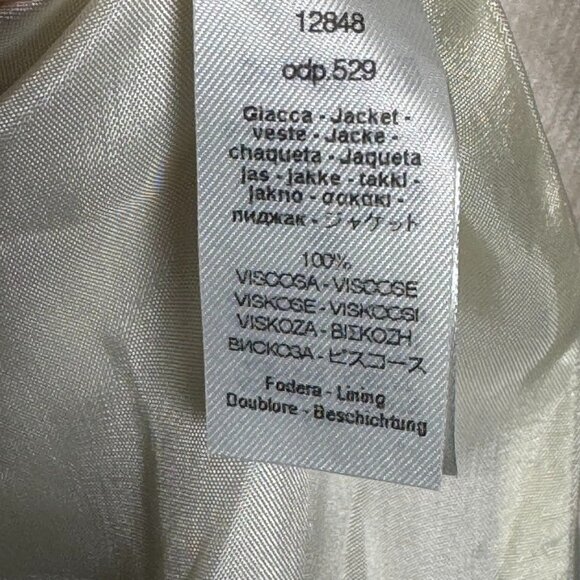 12848
odp.529
Giacca - Jacket -
veste - Jacke -
chaqueta - Jaqueta
jas - jakke - takki -
jakno - σακάκι -
пиджак - ジャケット
100%
VISCOSA - VISCOSE
VISKOSE - VISKOOSI
VISKOZA - ΒΙΣΚΟΖΗ
ВИСКОЗА - ビスコース
Fodera - Lining
Doublure - Beschichtung